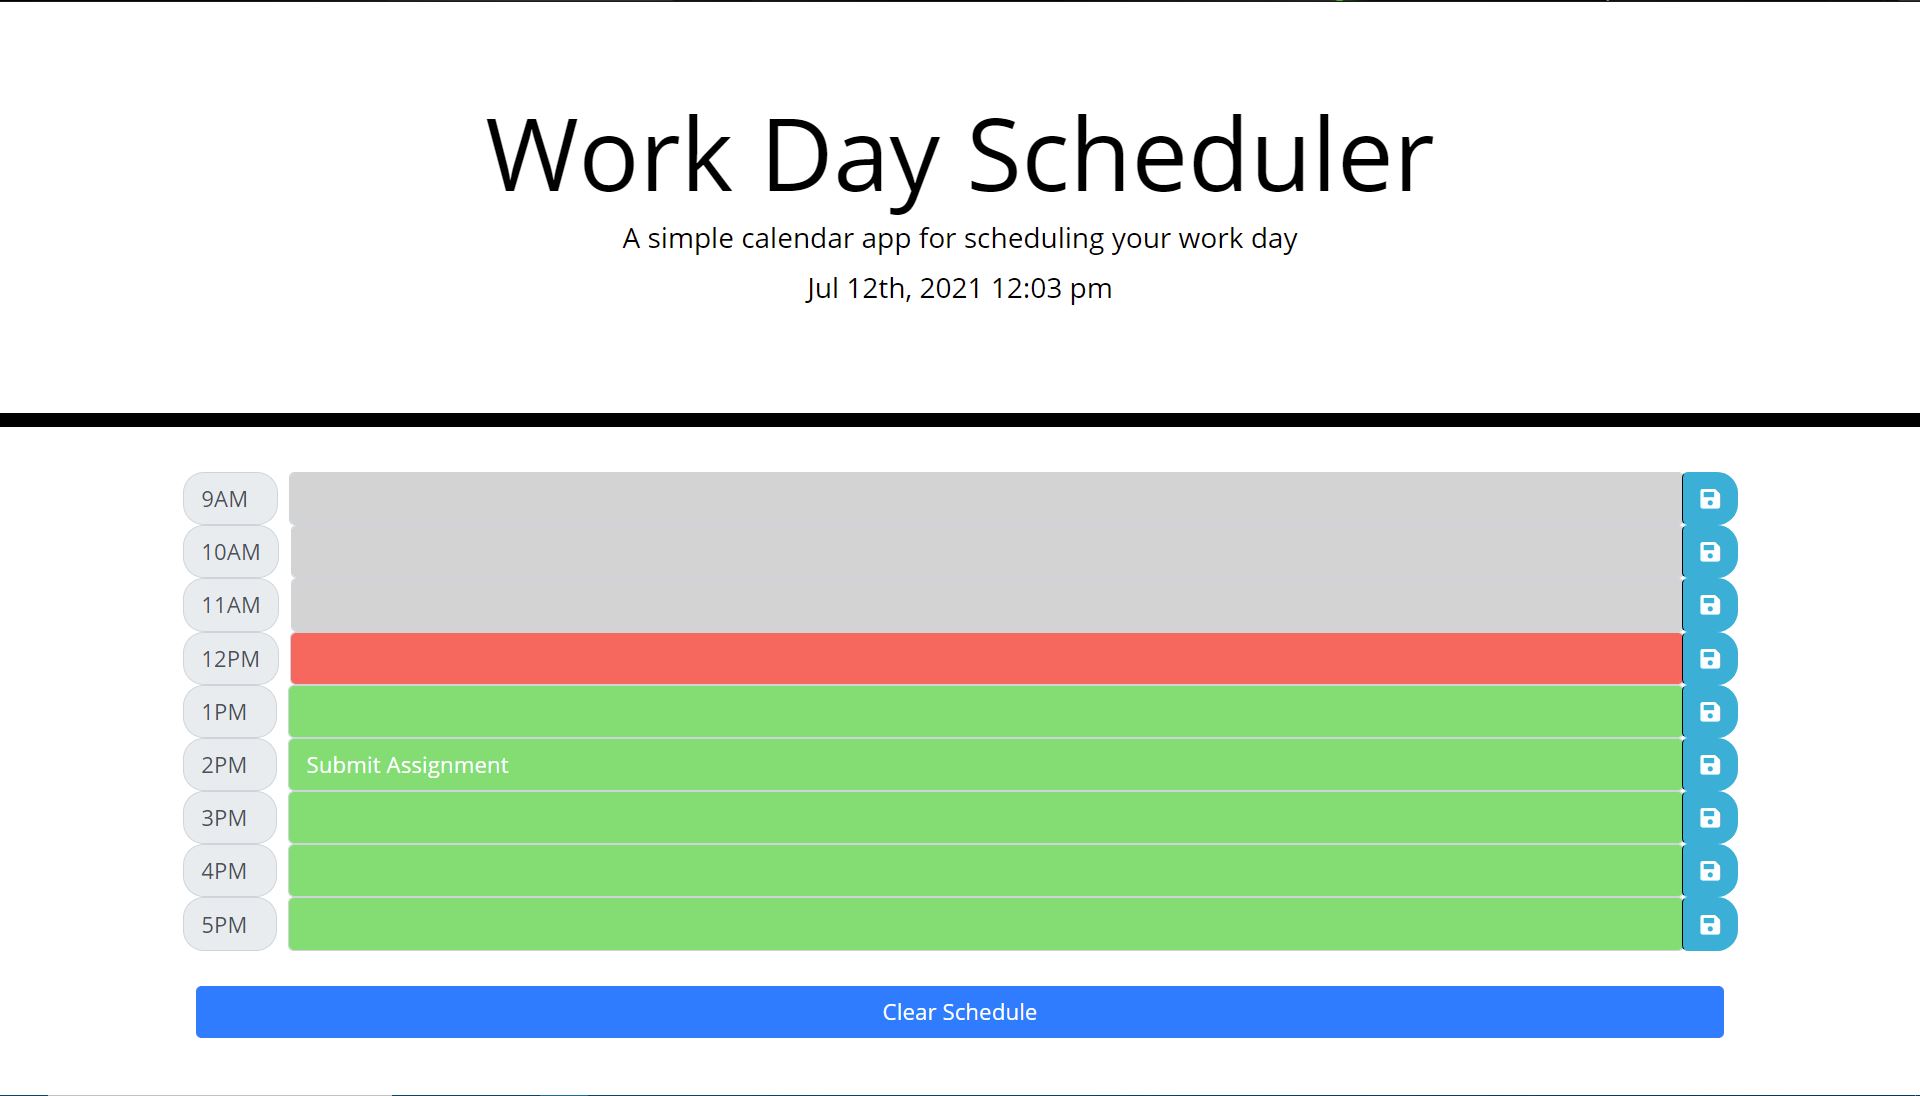 Work Day Scheduler
A simple calendar app for scheduling your work day
Jul 12th, 2021 12:03 pm
9AM
10AM
11AM
12PM
1PM
2PM Submit Assignment
3PM
4PM
5PM
Clear Schedule